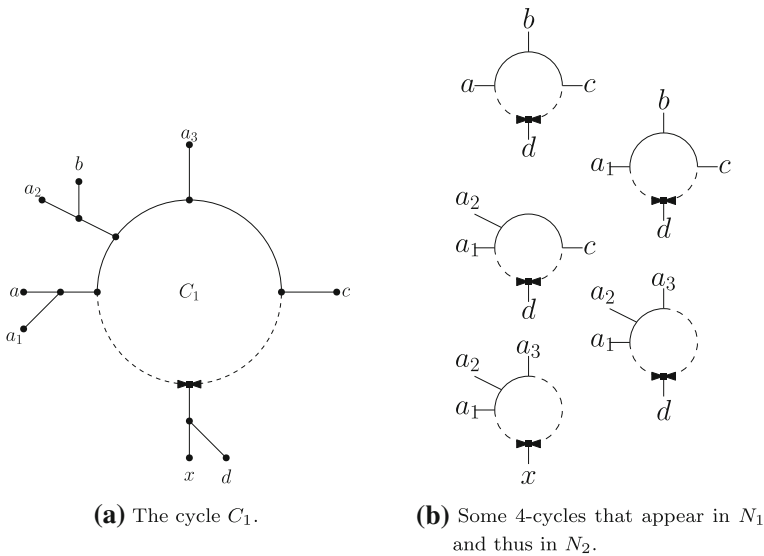 a₃
b
a₂
a
C₁
c
a₁
x
d
(a) The cycle C₁.
b
a
c
d
b
a₁
c
d
a₂
a₁
c
d
a₃
a₂
a₁
d
a₃
a₂
a₁
x
(b) Some 4-cycles that appear in N₁
and thus in N₂.